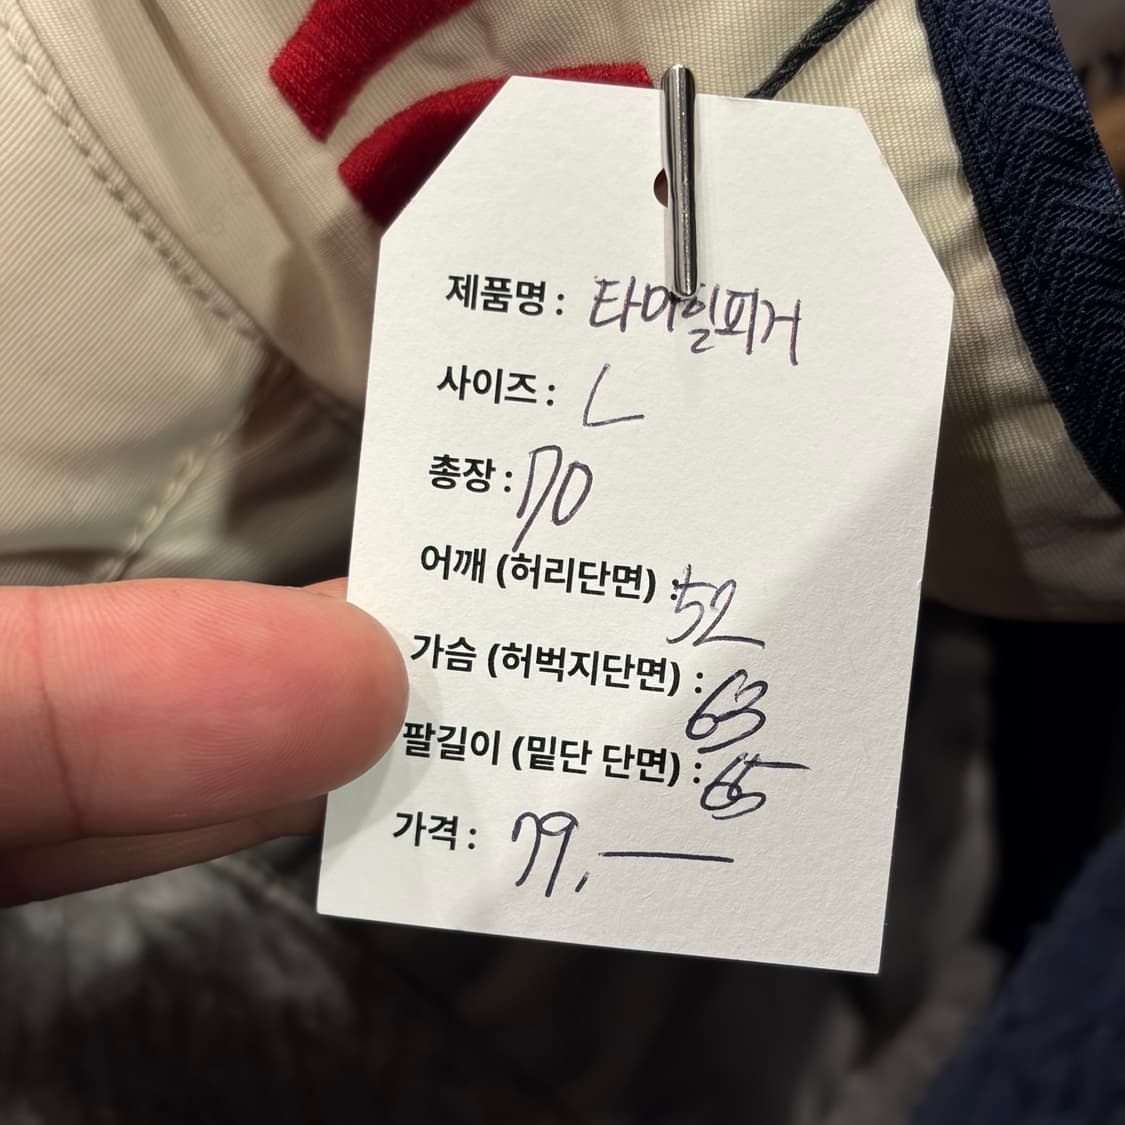 제품명 : 타미힐피거
사이즈 : L
총장 : 70
어깨 (허리단면) : 52
가슴 (허벅지단면) : 63
팔길이 (밑단 단면) : 65
가격 : 79,—